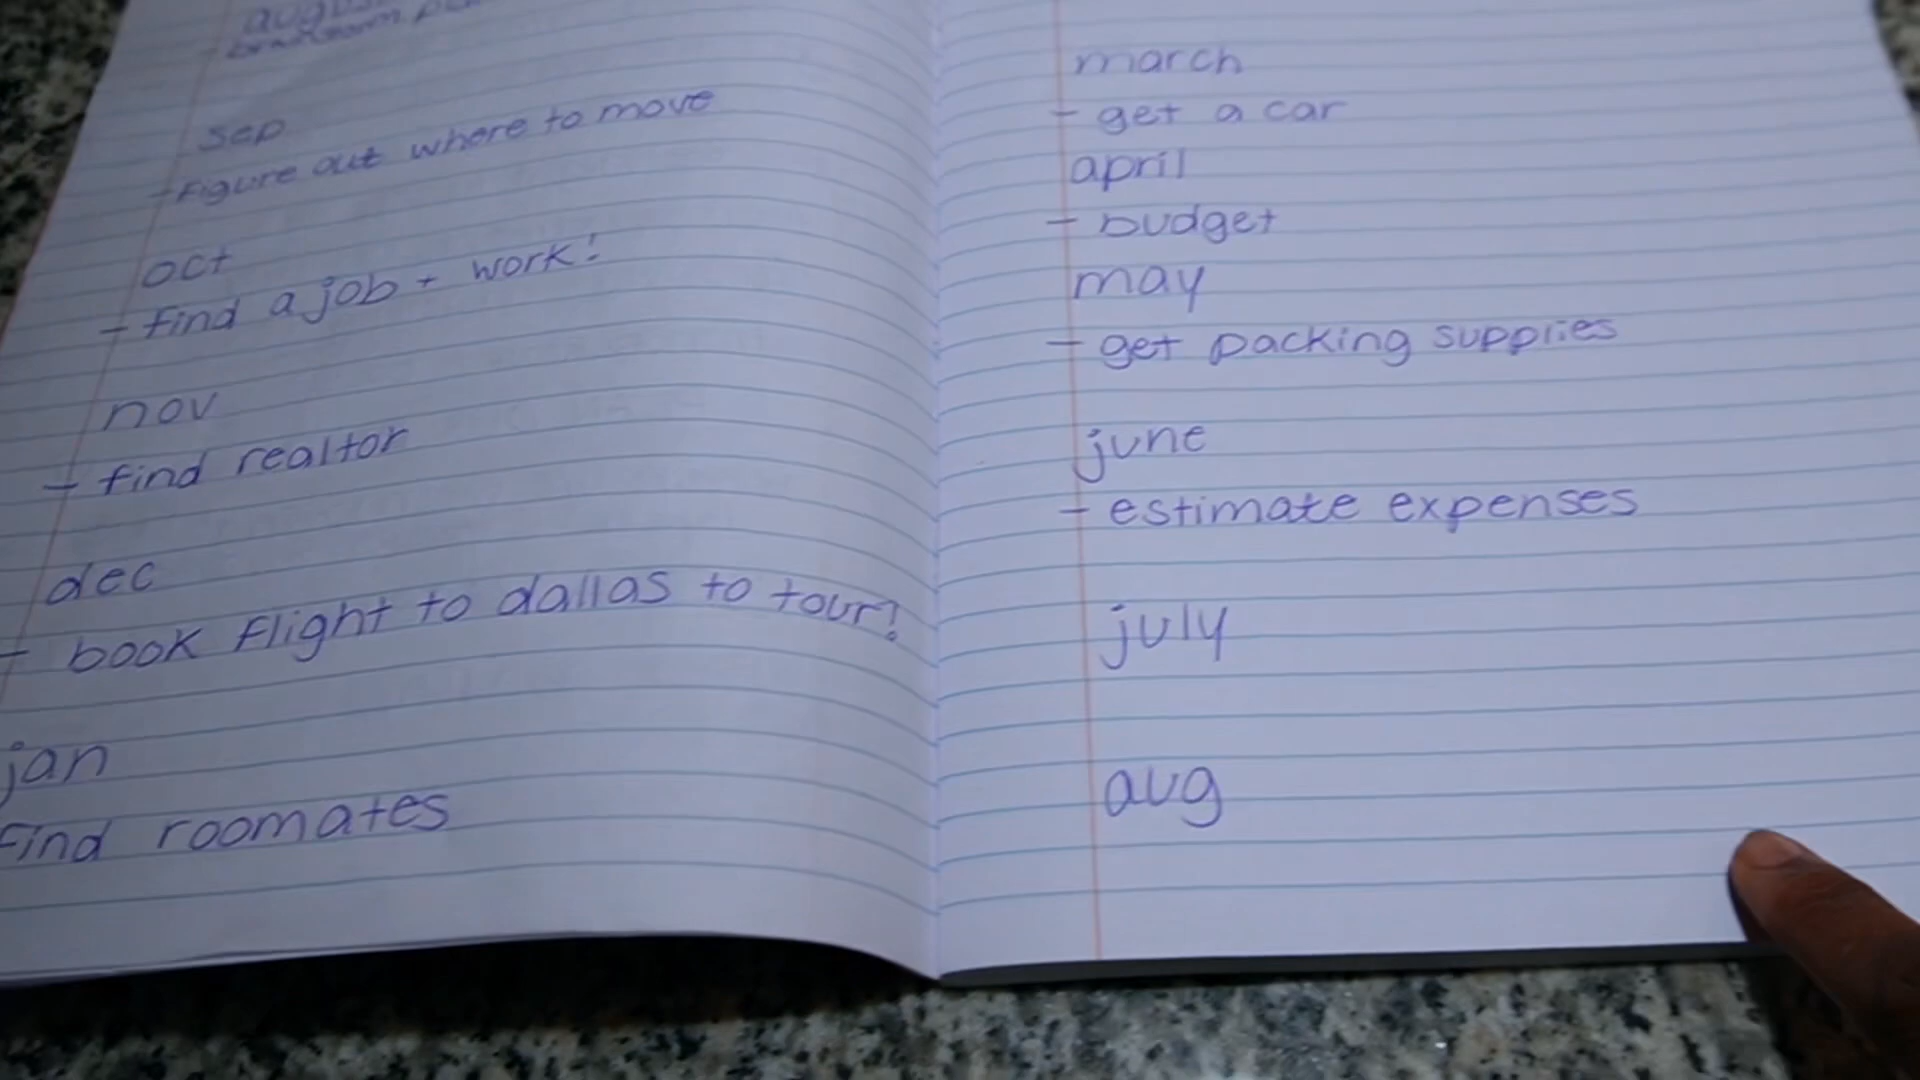 sep
- Figure out where to move
oct
- find a job + work!
nov
- find realtor
dec
- book flight to dallas to tour!
jan
find roomates
march
- get a car
april
- budget
may
- get packing supplies
june
- estimate expenses
july
aug